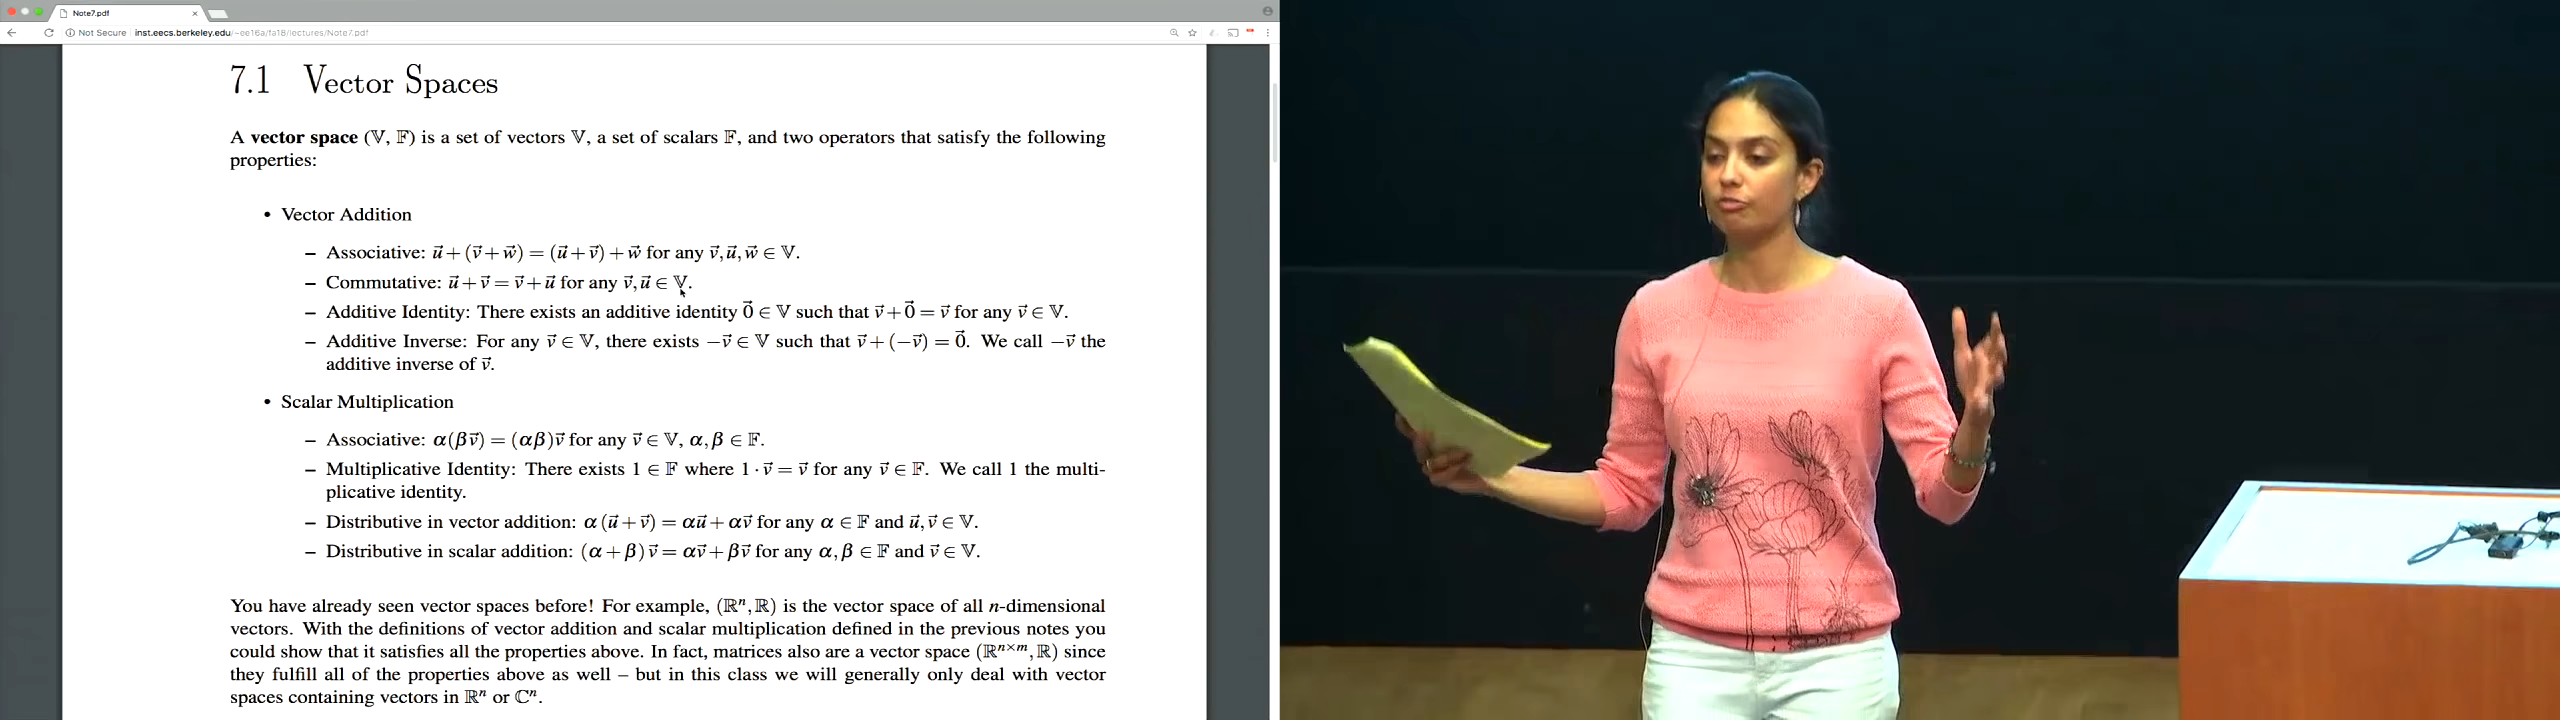 Note7.pdf
Not Secure inst.eecs.berkeley.edu/~ee16a/fa18/lectures/Note7.pdf
7.1 Vector Spaces
A vector space (𝕍, 𝔽) is a set of vectors 𝕍, a set of scalars 𝔽, and two operators that satisfy the following
properties:
• Vector Addition
– Associative: u⃗ + (v⃗ + w⃗) = (u⃗ + v⃗) + w⃗ for any v⃗, u⃗, w⃗ ∈ 𝕍.
– Commutative: u⃗ + v⃗ = v⃗ + u⃗ for any v⃗, u⃗ ∈ 𝕍.
– Additive Identity: There exists an additive identity 0⃗ ∈ 𝕍 such that v⃗ + 0⃗ = v⃗ for any v⃗ ∈ 𝕍.
– Additive Inverse: For any v⃗ ∈ 𝕍, there exists −v⃗ ∈ 𝕍 such that v⃗ + (−v⃗) = 0⃗. We call −v⃗ the
additive inverse of v⃗.
• Scalar Multiplication
– Associative: α(βv⃗) = (αβ)v⃗ for any v⃗ ∈ 𝕍, α, β ∈ 𝔽.
– Multiplicative Identity: There exists 1 ∈ 𝔽 where 1 · v⃗ = v⃗ for any v⃗ ∈ 𝔽. We call 1 the multi-
plicative identity.
– Distributive in vector addition: α(u⃗ + v⃗) = αu⃗ + αv⃗ for any α ∈ 𝔽 and u⃗, v⃗ ∈ 𝕍.
– Distributive in scalar addition: (α + β)v⃗ = αv⃗ + βv⃗ for any α, β ∈ 𝔽 and v⃗ ∈ 𝕍.
You have already seen vector spaces before! For example, (ℝⁿ, ℝ) is the vector space of all n-dimensional
vectors. With the definitions of vector addition and scalar multiplication defined in the previous notes you
could show that it satisfies all the properties above. In fact, matrices also are a vector space (ℝⁿˣᵐ, ℝ) since
they fulfill all of the properties above as well – but in this class we will generally only deal with vector
spaces containing vectors in ℝⁿ or ℂⁿ.